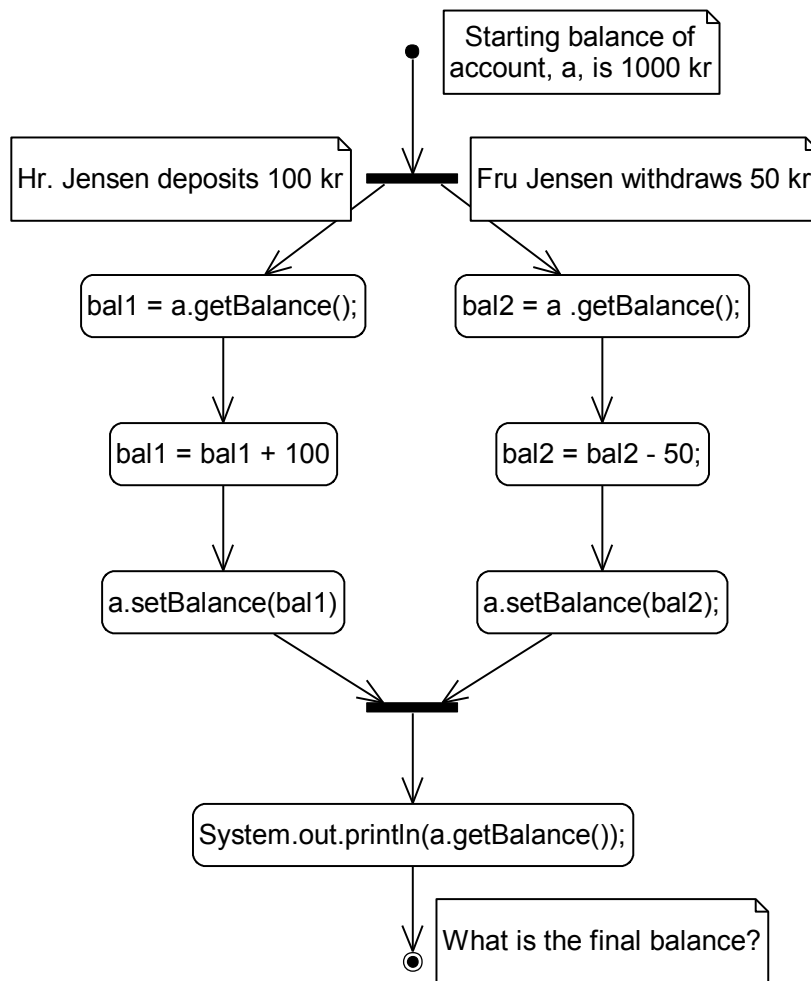 Starting balance of
account, a, is 1000 kr
Hr. Jensen deposits 100 kr
Fru Jensen withdraws 50 kr
bal1 = a.getBalance();
bal2 = a .getBalance();
bal1 = bal1 + 100
bal2 = bal2 - 50;
a.setBalance(bal1)
a.setBalance(bal2);
System.out.println(a.getBalance());
What is the final balance?